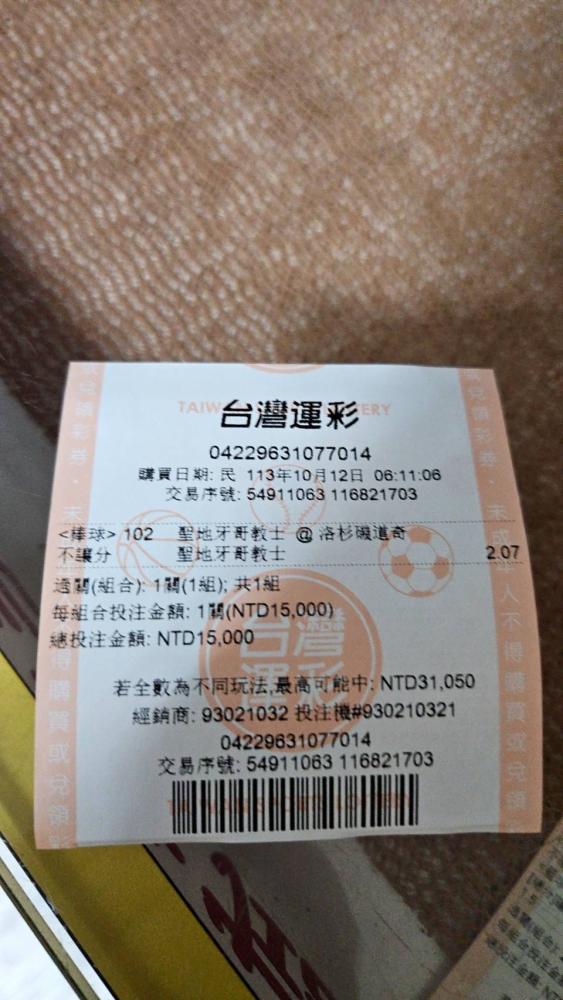 台灣運彩
04229631077014
購買日期: 民 113年10月12日 06:11:06
交易序號: 54911063 116821703
<棒球> 102 聖地牙哥教士 @ 洛杉磯道奇
不讓分 聖地牙哥教士 2.07
過關(組合): 1關(1組); 共1組
每組合投注金額: 1關(NTD15,000)
總投注金額: NTD15,000
若全數為不同玩法,最高可能中: NTD31,050
經銷商: 93021032 投注機#930210321
04229631077014
交易序號: 54911063 116821703